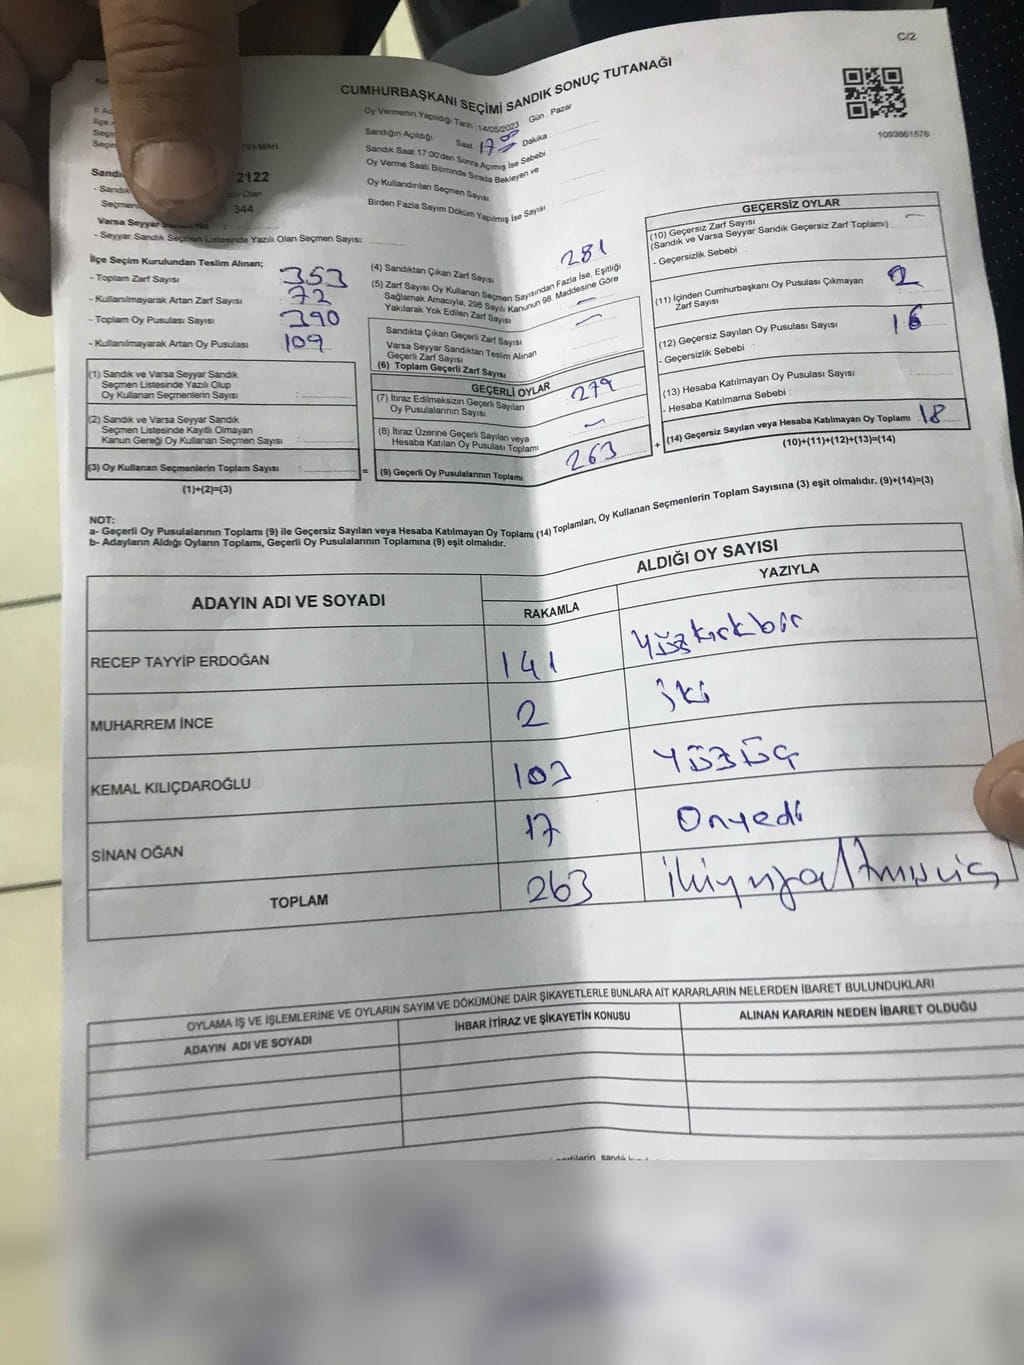 C/2
CUMHURBAŞKANI SEÇİMİ SANDIK SONUÇ TUTANAĞI
1093861576
Oy Vermenin Yapıldığı Tarih : 14/05/2023 Gün : Pazar
Sandığın Açıldığı Saat 17 00 Dakika
Sandık Saat 17:00'den Sonra Açılmış İse Sebebi :
Oy Verme Saati Bitiminde Sırada Bekleyen ve
Oy Kullandırılan Seçmen Sayısı
Birden Fazla Sayım Döküm Yapılmış İse Sayısı
MAH.
2122
344
Varsa Seyyar
- Seyyar Sandık Seçmen Listesinde Yazılı Olan Seçmen Sayısı:
İlçe Seçim Kurulundan Teslim Alınan;
- Toplam Zarf Sayısı 353
- Kullanılmayarak Artan Zarf Sayısı 72
- Toplam Oy Pusulası Sayısı 390
- Kullanılmayarak Artan Oy Pusulası 109
(1) Sandık ve Varsa Seyyar Sandık
Seçmen Listesinde Yazılı Olup
Oy Kullanan Seçmenlerin Sayısı :
(2) Sandık ve Varsa Seyyar Sandık
Seçmen Listesinde Kayıtlı Olmayan
Kanun Gereği Oy Kullanan Seçmen Sayısı :
(3) Oy Kullanan Seçmenlerin Toplam Sayısı :
(1)+(2)=(3)
(4) Sandıktan Çıkan Zarf Sayısı 281
(5) Zarf Sayısı Oy Kullanan Seçmen Sayısından Fazla İse, Eşitliği
Sağlamak Amacıyla, 298 Sayılı Kanunun 98. Maddesine Göre
Yakılarak Yok Edilen Zarf Sayısı
Sandıkta Çıkan Geçerli Zarf Sayısı
Varsa Seyyar Sandıktan Teslim Alınan
Geçerli Zarf Sayısı
(6) Toplam Geçerli Zarf Sayısı
GEÇERLİ OYLAR
(7) İtiraz Edilmeksizin Geçerli Sayılan
Oy Pusulalarının Sayısı 279
(8) İtiraz Üzerine Geçerli Sayılan veya
Hesaba Katılan Oy Pusulası Toplamı
= (9) Geçerli Oy Pusulalarının Toplamı 263 +
GEÇERSİZ OYLAR
(10) Geçersiz Zarf Sayısı
(Sandık ve Varsa Seyyar Sandık Geçersiz Zarf Toplamı) :
- Geçersizlik Sebebi :
(11) İçinden Cumhurbaşkanı Oy Pusulası Çıkmayan
Zarf Sayısı 2
(12) Geçersiz Sayılan Oy Pusulası Sayısı 16
- Geçersizlik Sebebi :
(13) Hesaba Katılmayan Oy Pusulası Sayısı :
- Hesaba Katılmama Sebebi :
(14) Geçersiz Sayılan veya Hesaba Katılmayan Oy Toplamı 18
(10)+(11)+(12)+(13)=(14)
NOT:
a- Geçerli Oy Pusulalarının Toplamı (9) ile Geçersiz Sayılan veya Hesaba Katılmayan Oy Toplamı (14) Toplamları, Oy Kullanan Seçmenlerin Toplam Sayısına (3) eşit olmalıdır. (9)+(14)=(3)
b- Adayların Aldığı Oyların Toplamı, Geçerli Oy Pusulalarının Toplamına (9) eşit olmalıdır.
ADAYIN ADI VE SOYADI
ALDIĞI OY SAYISI
RAKAMLA YAZIYLA
RECEP TAYYİP ERDOĞAN 141 Yüzkırkbir
MUHARREM İNCE 2 iki
KEMAL KILIÇDAROĞLU 103 YÜZÜÇ
SİNAN OĞAN 17 Onyedi
TOPLAM 263 ikiyüzaltmışüç
OYLAMA İŞ VE İŞLEMLERİNE VE OYLARIN SAYIM VE DÖKÜMÜNE DAİR ŞİKAYETLERLE BUNLARA AİT KARARLARIN NELERDEN İBARET BULUNDUKLARI
ADAYIN ADI VE SOYADI
İHBAR İTİRAZ VE ŞİKAYETİN KONUSU
ALINAN KARARIN NEDEN İBARET OLDUĞU